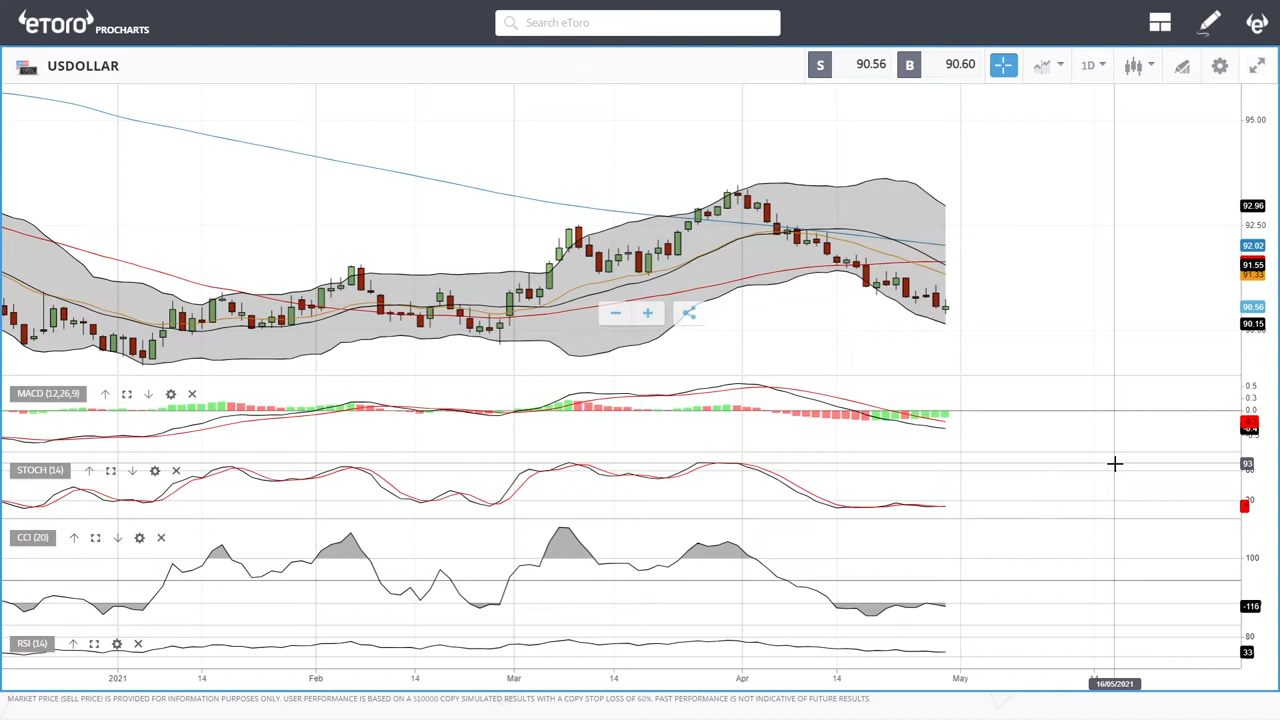 eToro PROCHARTS
Search eToro
USDOLLAR
S 90.56 B 90.60
1D
95.00
92.96
92.50
92.02
91.55
91.33
90.56
90.15
MACD (12,26,9)
0.5
0.3
0.0
STOCH (14)
93
20
CCI (20)
100
-116
RSI (14)
80
33
2021 14 Feb 14 Mar 14 Apr 14 May
16/05/2021
MARKET PRICE (SELL PRICE) IS PROVIDED FOR INFORMATION PURPOSES ONLY. USER PERFORMANCE IS BASED ON A $10000 COPY SIMULATED RESULTS WITH A COPY STOP LOSS OF 60%. PAST PERFORMANCE IS NOT INDICATIVE OF FUTURE RESULTS.